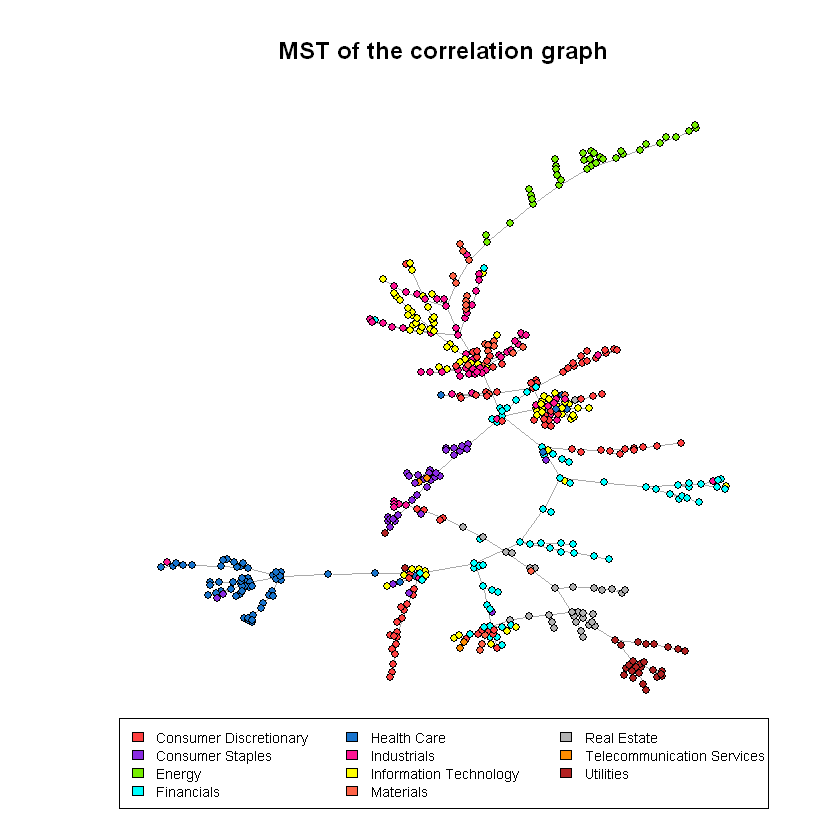 MST of the correlation graph
Consumer Discretionary
Consumer Staples
Energy
Financials
Health Care
Industrials
Information Technology
Materials
Real Estate
Telecommunication Services
Utilities